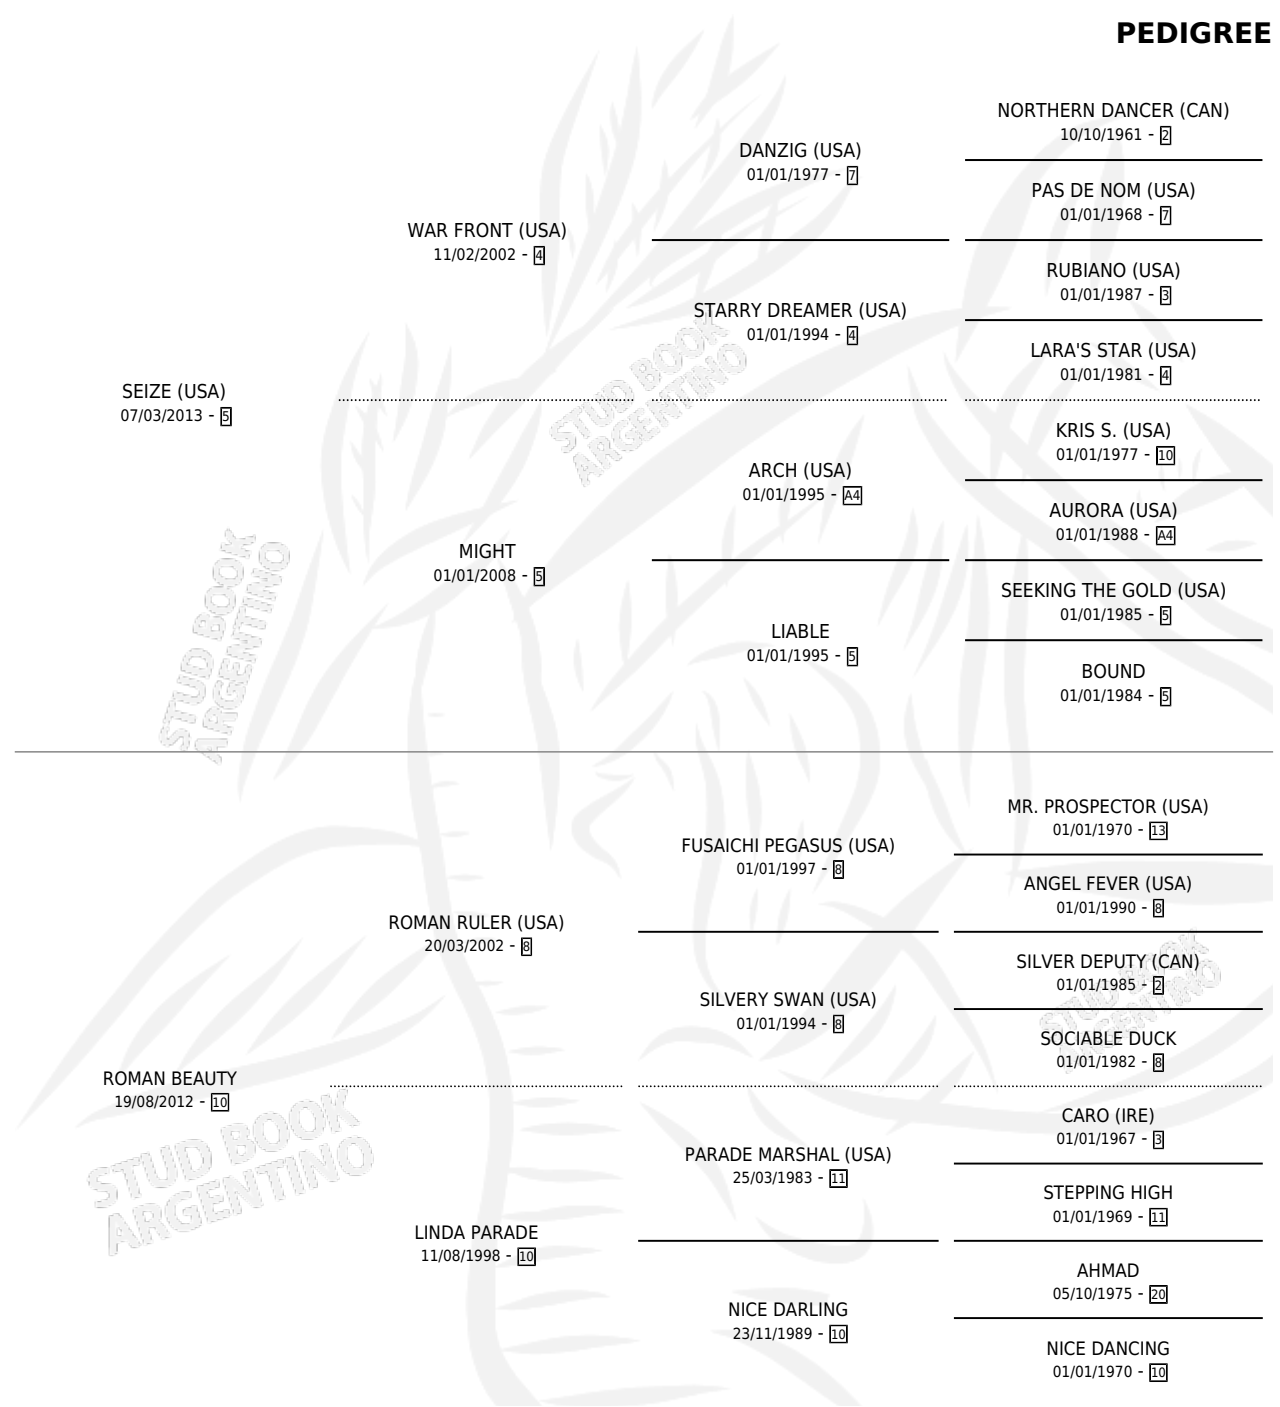 PEDIGREE
NORTHERN DANCER (CAN)
10/10/1961 - 2
DANZIG (USA)
01/01/1977 - 7
PAS DE NOM (USA)
01/01/1968 - 7
WAR FRONT (USA)
11/02/2002 - 4
RUBIANO (USA)
01/01/1987 - 3
STARRY DREAMER (USA)
01/01/1994 - 4
LARA'S STAR (USA)
01/01/1981 - 4
SEIZE (USA)
07/03/2013 - 5
STUD BOOK
ARGENTINO
KRIS S. (USA)
01/01/1977 - 10
ARCH (USA)
01/01/1995 - A4
AURORA (USA)
01/01/1988 - A4
MIGHT
01/01/2008 - 5
SEEKING THE GOLD (USA)
01/01/1985 - 5
LIABLE
01/01/1995 - 5
BOUND
01/01/1984 - 5
STUD BOOK
ARGENTINO
MR. PROSPECTOR (USA)
01/01/1970 - 13
FUSAICHI PEGASUS (USA)
01/01/1997 - 8
ANGEL FEVER (USA)
01/01/1990 - 8
ROMAN RULER (USA)
20/03/2002 - 8
SILVER DEPUTY (CAN)
01/01/1985 - 2
STUD BOOK
ARGENTINO
SILVERY SWAN (USA)
01/01/1994 - 8
SOCIABLE DUCK
01/01/1982 - 8
ROMAN BEAUTY
19/08/2012 - 10
STUD BOOK
ARGENTINO
CARO (IRE)
01/01/1967 - 3
PARADE MARSHAL (USA)
25/03/1983 - 11
STEPPING HIGH
01/01/1969 - 11
LINDA PARADE
11/08/1998 - 10
AHMAD
05/10/1975 - 20
NICE DARLING
23/11/1989 - 10
NICE DANCING
01/01/1970 - 10